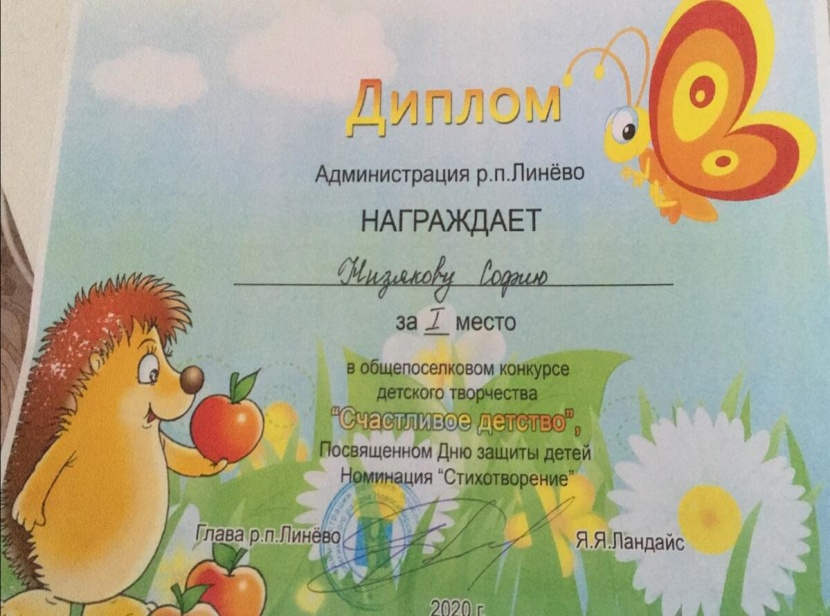 Диплом
Администрация р.п.Линёво
НАГРАЖДАЕТ
Низякову Софию
за I место
в общепоселковом конкурсе
детского творчества
“Счастливое детство”,
Посвященном Дню защиты детей
Номинация “Стихотворение”
Глава р.п.Линёво Я.Я.Ландайс
2020 г